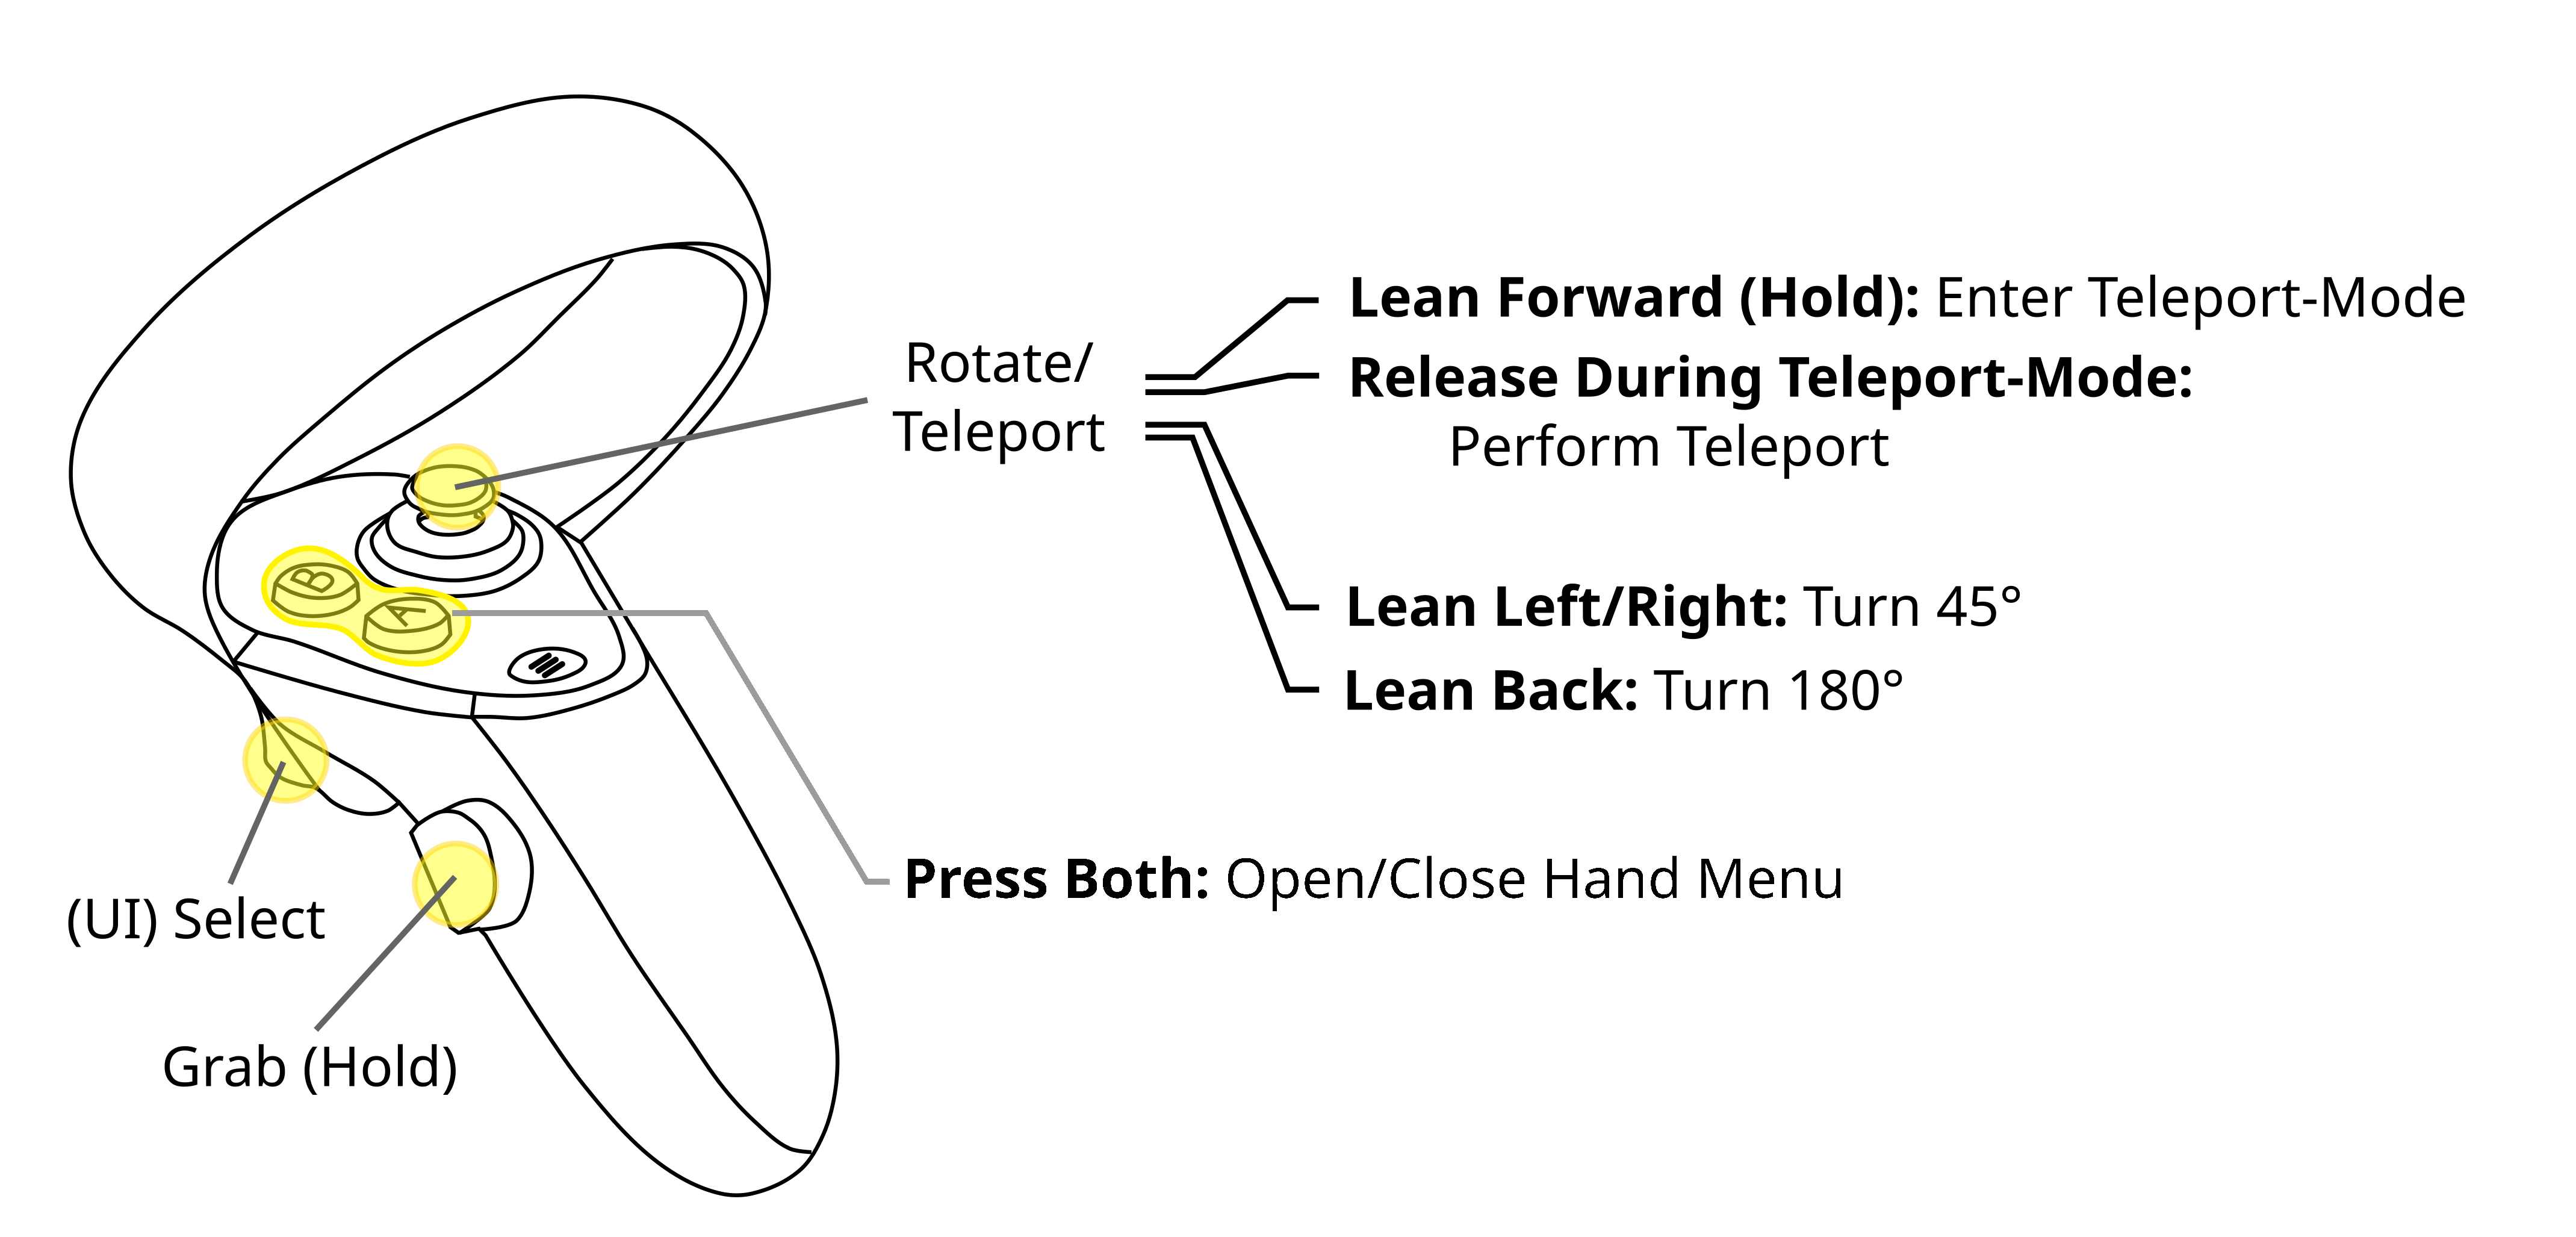 Rotate/
Teleport
Lean Forward (Hold): Enter Teleport-Mode
Release During Teleport-Mode:
Perform Teleport
Lean Left/Right: Turn 45°
Lean Back: Turn 180°
B
A
Press Both: Open/Close Hand Menu
(UI) Select
Grab (Hold)